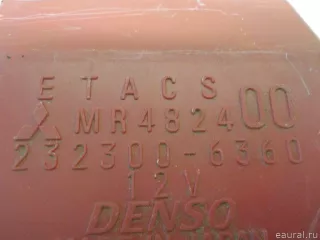 ETACS
MR482400
232300-6360
12V
DENSO
eaural.ru